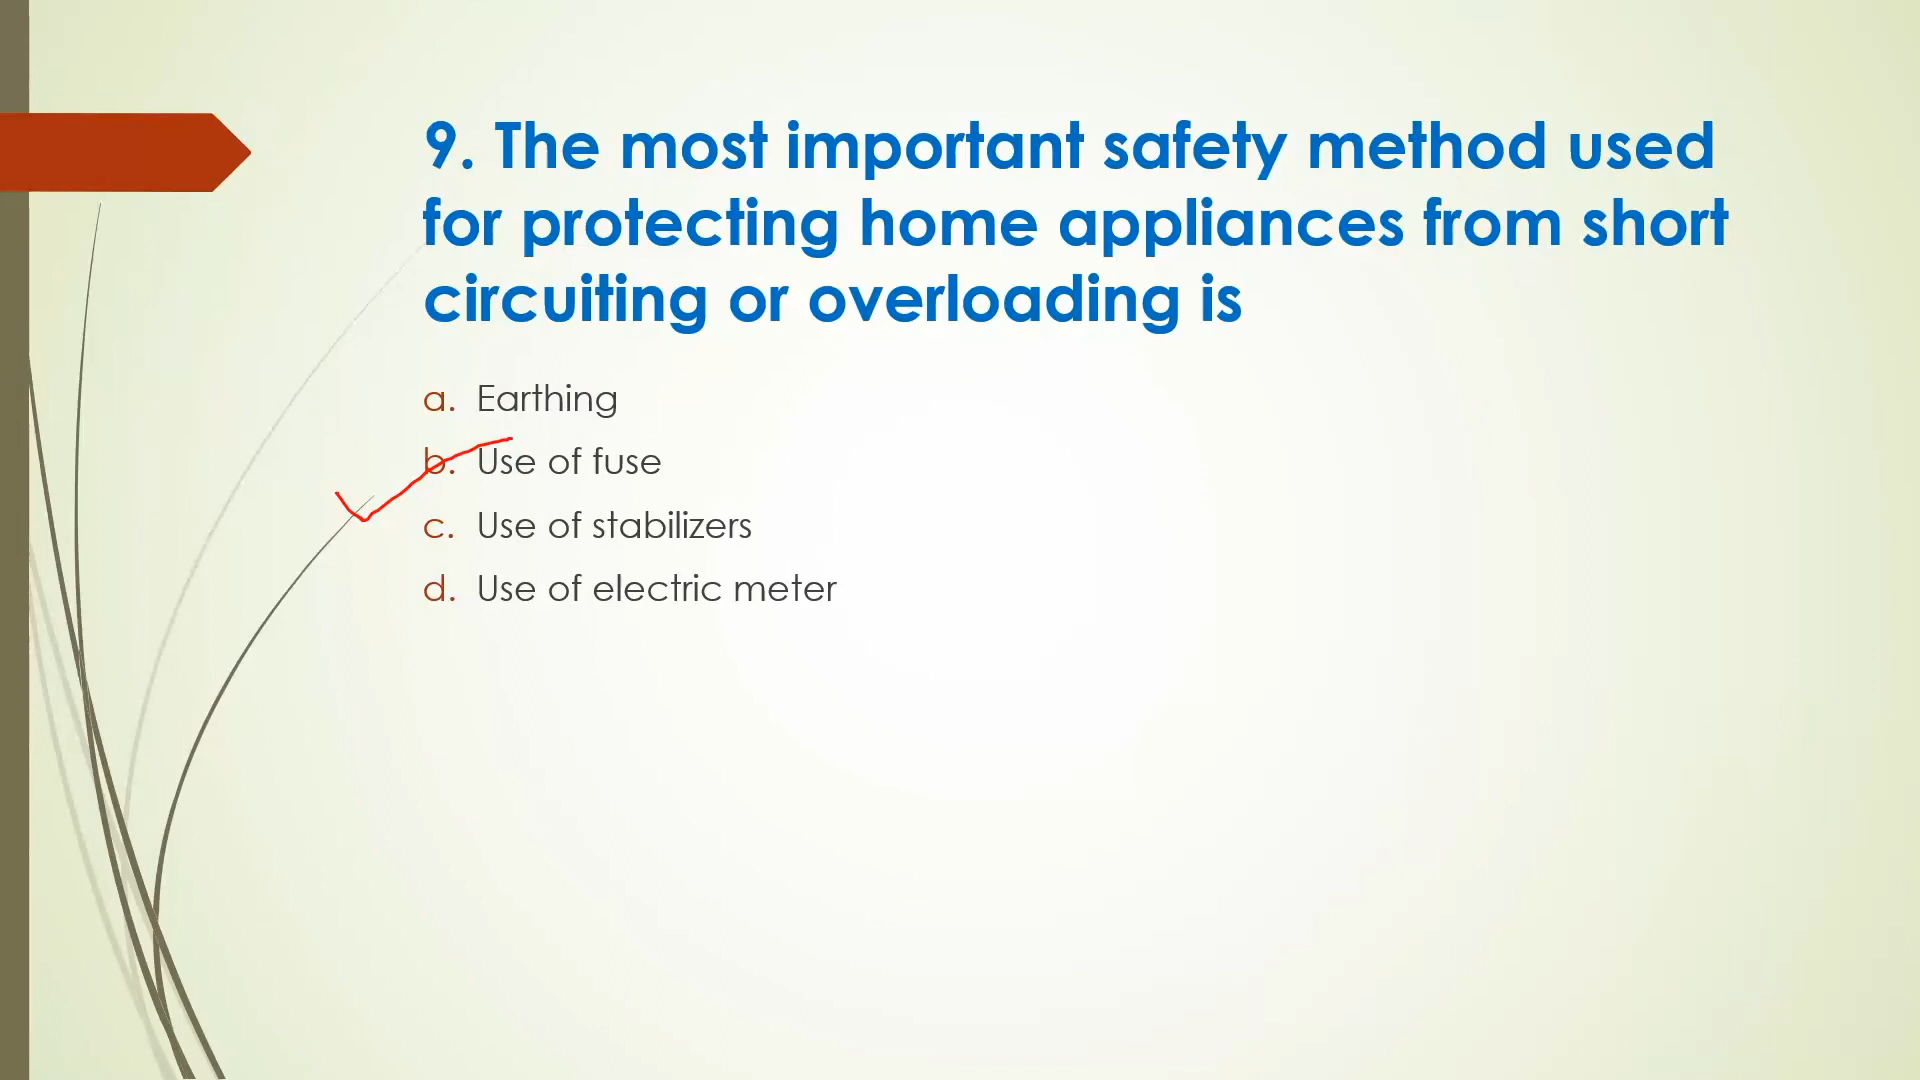 9. The most important safety method used
for protecting home appliances from short
circuiting or overloading is
a. Earthing
b. Use of fuse
c. Use of stabilizers
d. Use of electric meter